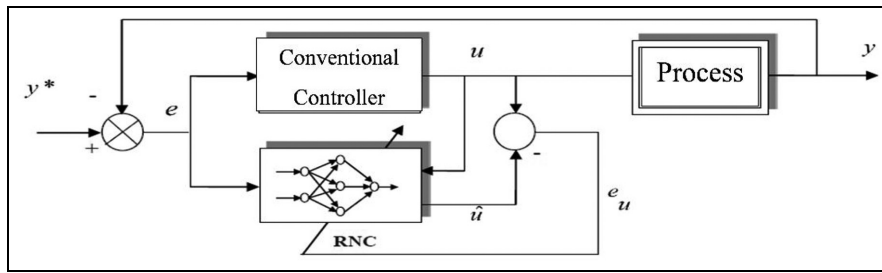 y*
-
+
e
Conventional
Controller
u
-
û
e
u
RNC
Process
y